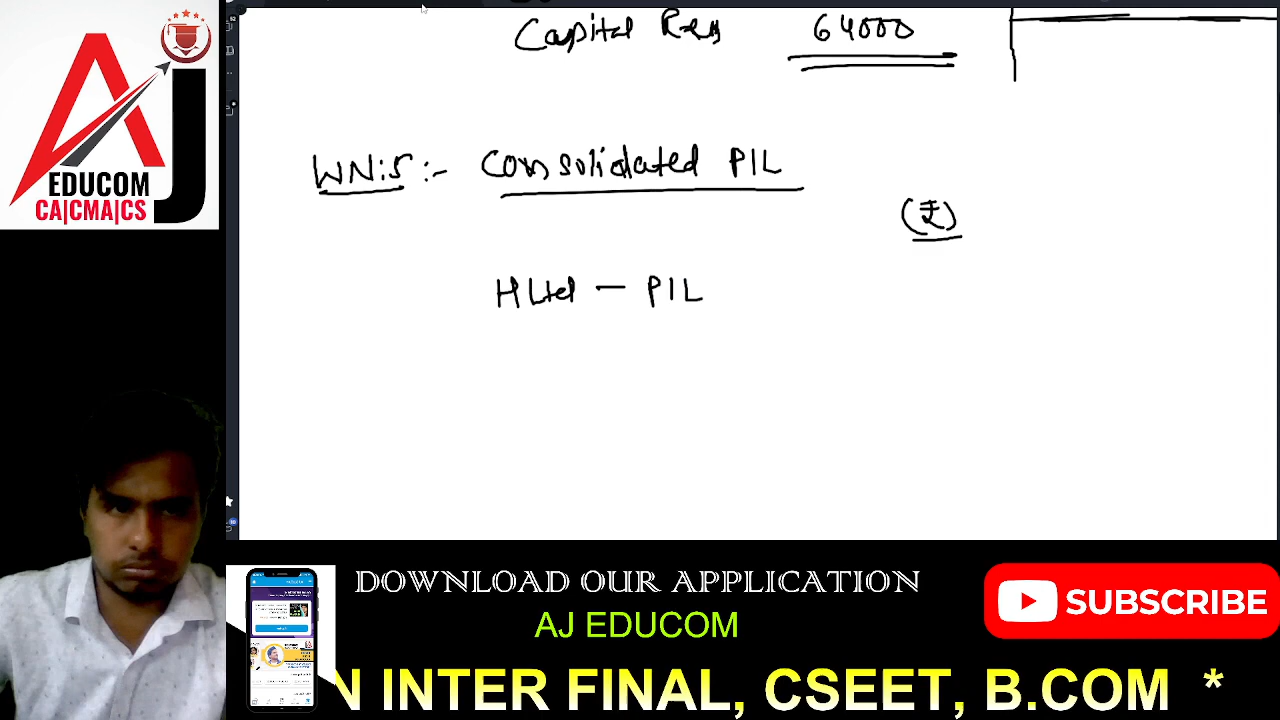 Capital Res 64000
WN:5 :- Consolidated P/L
(₹)
H Ltd - P/L
AJ
EDUCOM
CA|CMA|CS
DOWNLOAD OUR APPLICATION
AJ EDUCOM
SUBSCRIBE
N INTER FINAL, CSEET, B.COM *